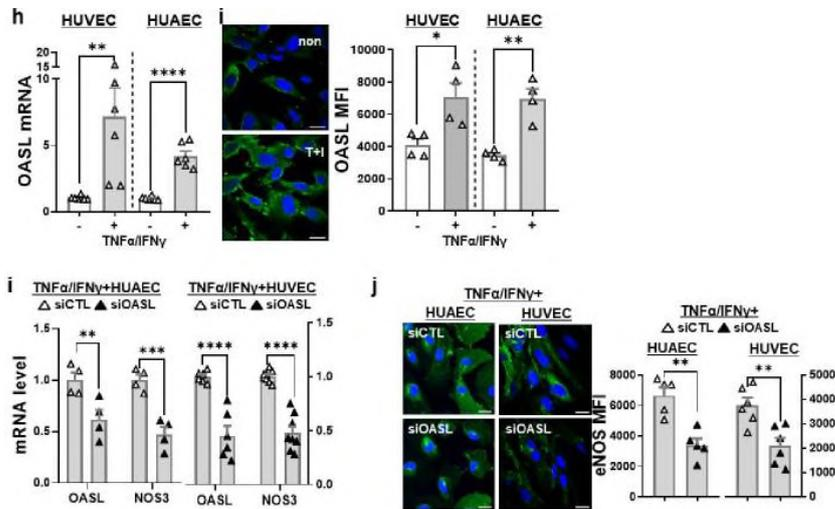 h
HUVEC HUAEC
OASL mRNA
20
15
10
5
0
** ****
- + - +
TNFα/IFNγ
i
non
T+I
HUVEC HUAEC
OASL MFI
10000
8000
6000
4000
2000
0
* **
- + - +
TNFα/IFNγ
i
TNFα/IFNγ+HUAEC TNFα/IFNγ+HUVEC
△ siCTL ▲ siOASL △ siCTL ▲ siOASL
mRNA level
1.5
1.0
0.5
0.0
** *** **** ****
1.5
1.0
0.5
0.0
OASL NOS3 OASL NOS3
j
TNFα/IFNγ+
HUAEC HUVEC
siCTL siCTL
siOASL siOASL
TNFα/IFNγ+
△ siCTL ▲ siOASL
HUAEC HUVEC
eNOS MFI
8000
6000
4000
2000
0
** **
5000
4000
3000
2000
1000
0